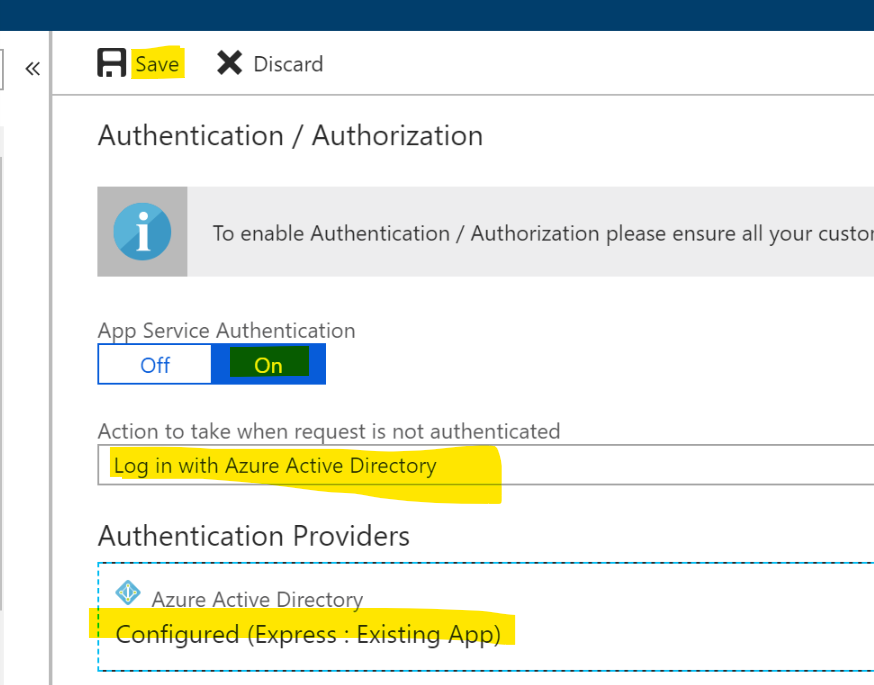 «
Save
Discard
Authentication / Authorization
To enable Authentication / Authorization please ensure all your
App Service Authentication
Off
On
Action to take when request is not authenticated
Log in with Azure Active Directory
Authentication Providers
Azure Active Directory
Configured (Express : Existing App)